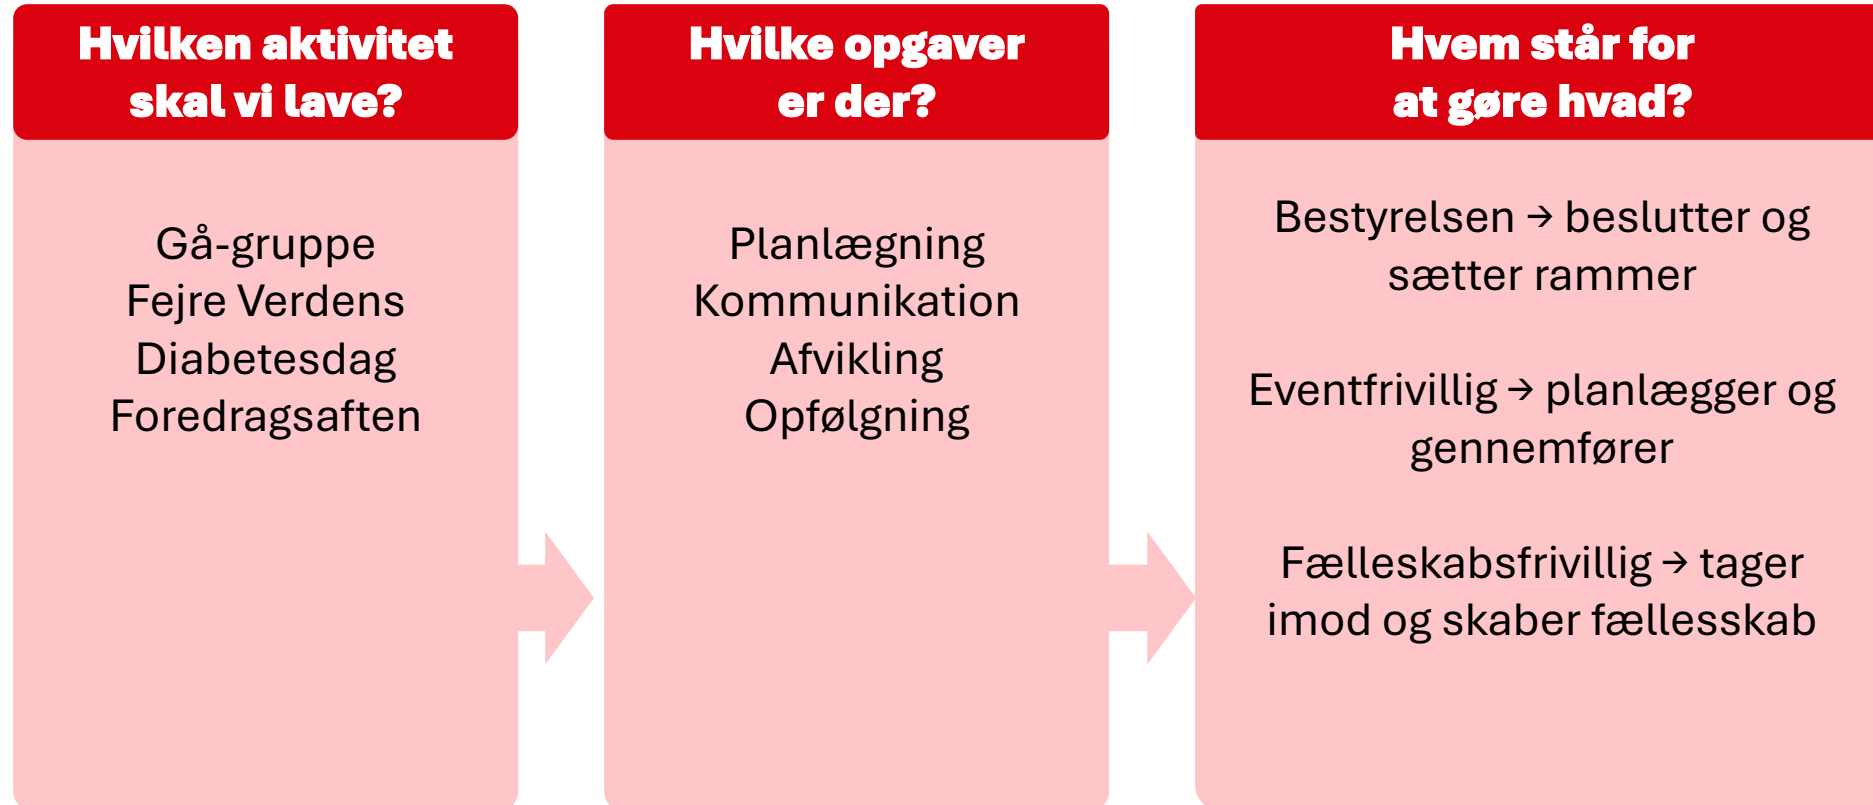 Hvilken aktivitet
skal vi lave?
Gå-gruppe
Fejre Verdens
Diabetesdag
Foredragsaften
Hvilke opgaver
er der?
Planlægning
Kommunikation
Afvikling
Opfølgning
Hvem står for
at gøre hvad?
Bestyrelsen → beslutter og
sætter rammer
Eventfrivillig → planlægger og
gennemfører
Fælleskabsfrivillig → tager
imod og skaber fællesskab